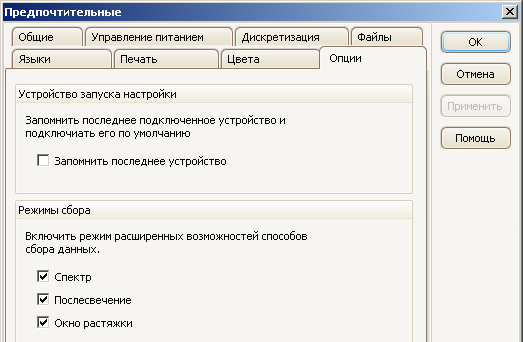 Предпочтительные
Общие
Управление питанием
Дискретизация
Файлы
Языки
Печать
Цвета
Опции
OK
Отмена
Применить
Помощь
Устройство запуска настройки
Запомнить последнее подключенное устройство и
подключиать его по умолчанию
Запомнить последнее устройство
Режимы сбора
Включить режим расширенных возможностей способов
сбора данных.
Спектр
Послесвечение
Окно растяжки